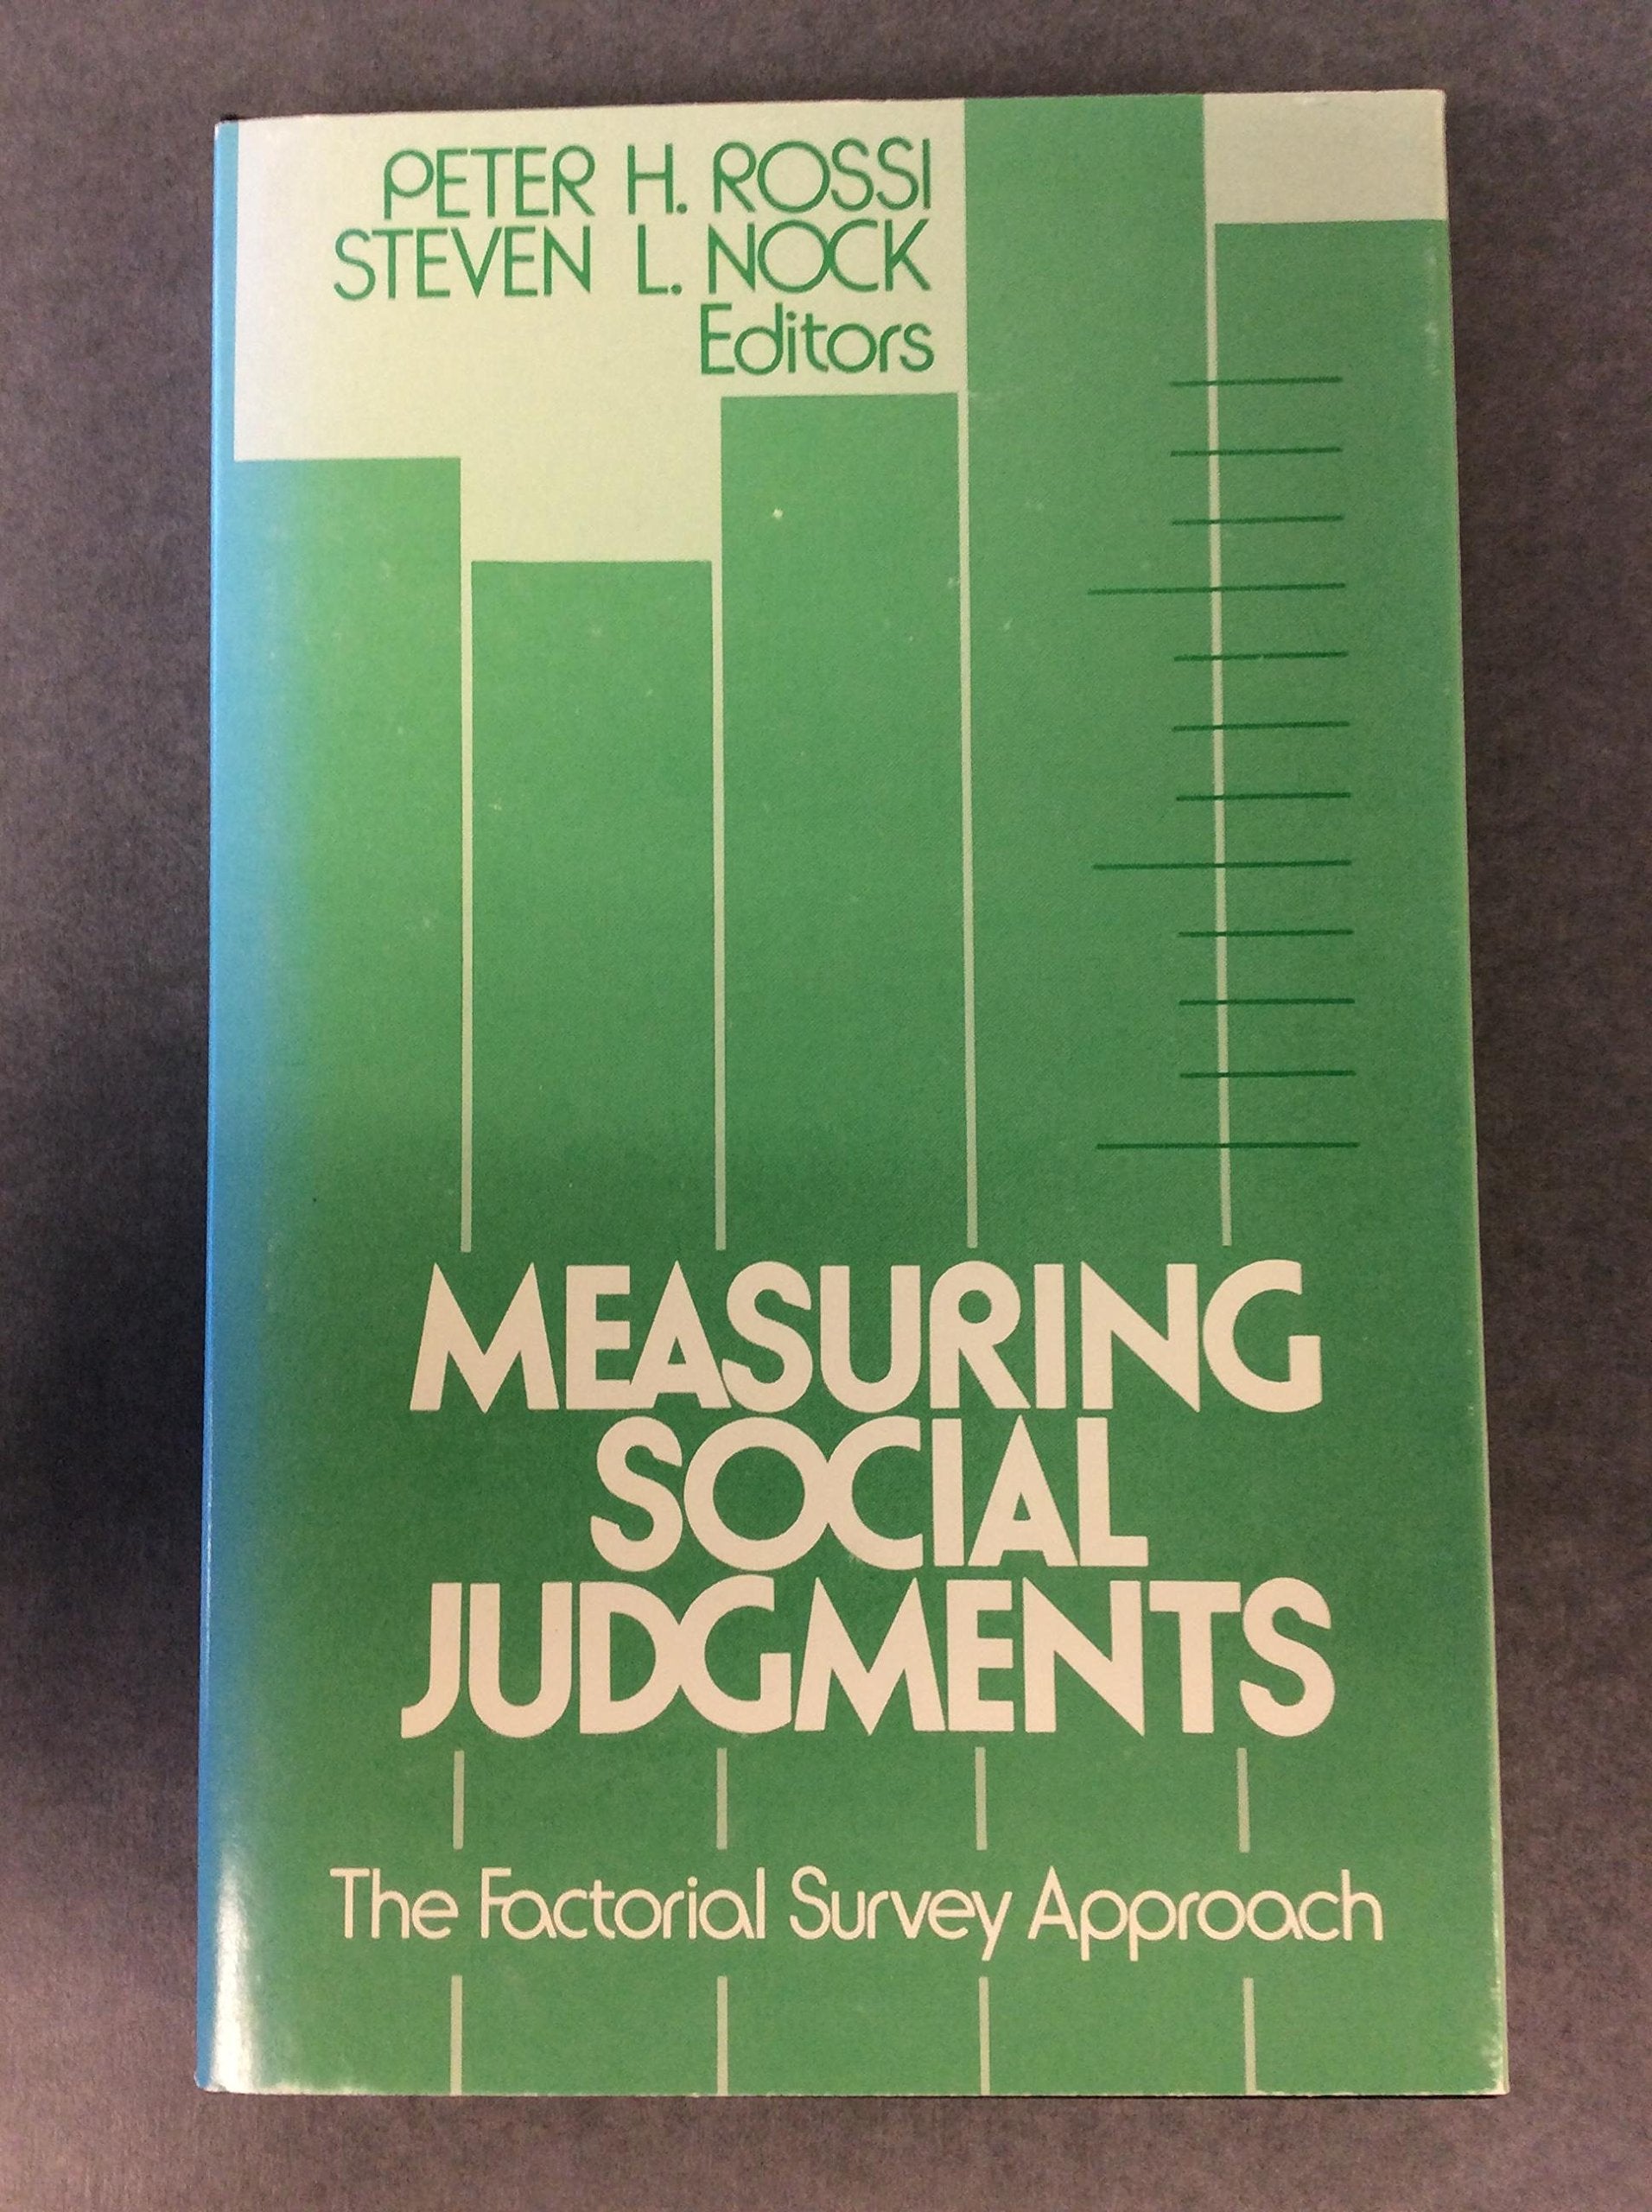 PETER H. ROSSI
STEVEN L. NOCK
Editors
MEASURING
SOCIAL
JUDGMENTS
The Factorial Survey Approach